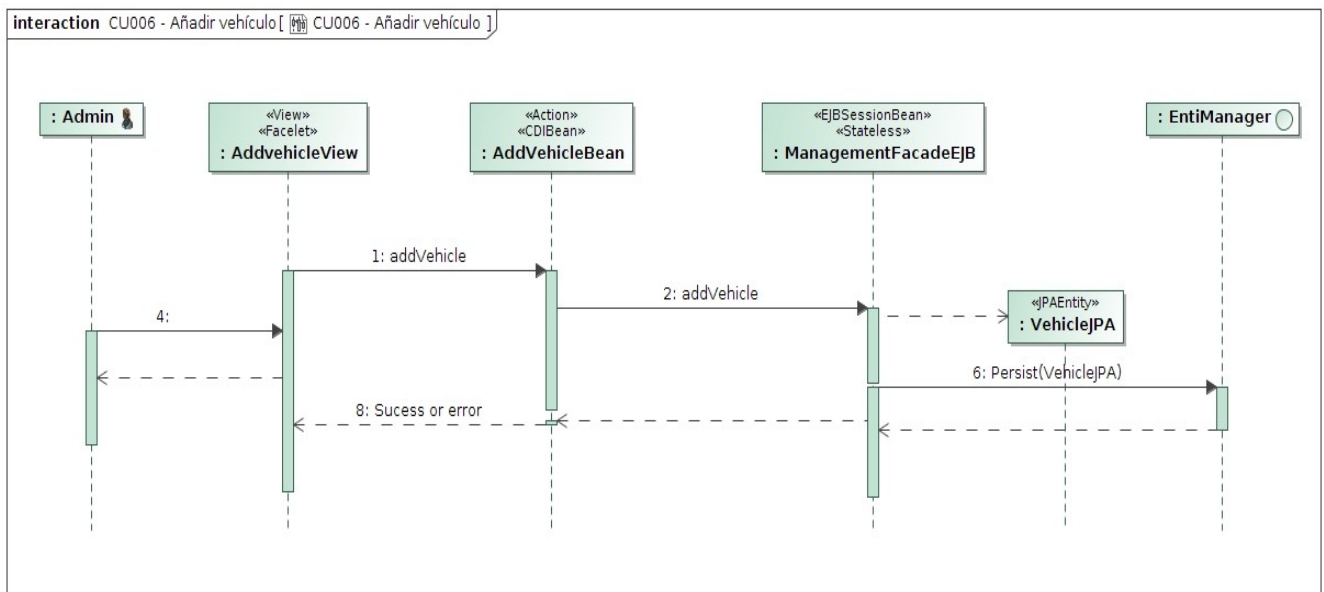 interaction CU006 - Añadir vehículo[ CU006 - Añadir vehículo ]
: Admin
«View»
«Facelet»
: AddvehicleView
«Action»
«CDIBean»
: AddVehicleBean
«EJBSessionBean»
«Stateless»
: ManagementFacadeEJB
: EntiManager
1: addVehicle
2: addVehicle
«JPAEntity»
: VehicleJPA
4:
6: Persist(VehicleJPA)
8: Sucess or error